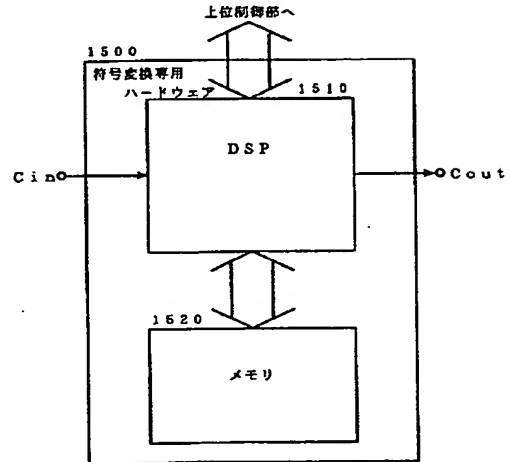 上位制御部へ
1500
符号変換専用
ハードウェア
1510
DSP
Cin
Cout
1520
メモリ